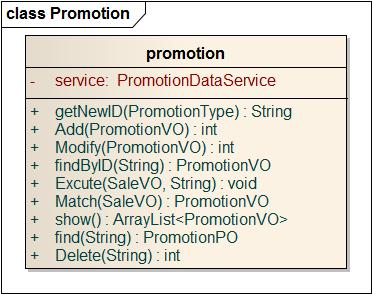 class Promotion
promotion
- service: PromotionDataService
+ getNewID(PromotionType) : String
+ Add(PromotionVO) : int
+ Modify(PromotionVO) : int
+ findByID(String) : PromotionVO
+ Excute(SaleVO, String) : void
+ Match(SaleVO) : PromotionVO
+ show() : ArrayList<PromotionVO>
+ find(String) : PromotionPO
+ Delete(String) : int